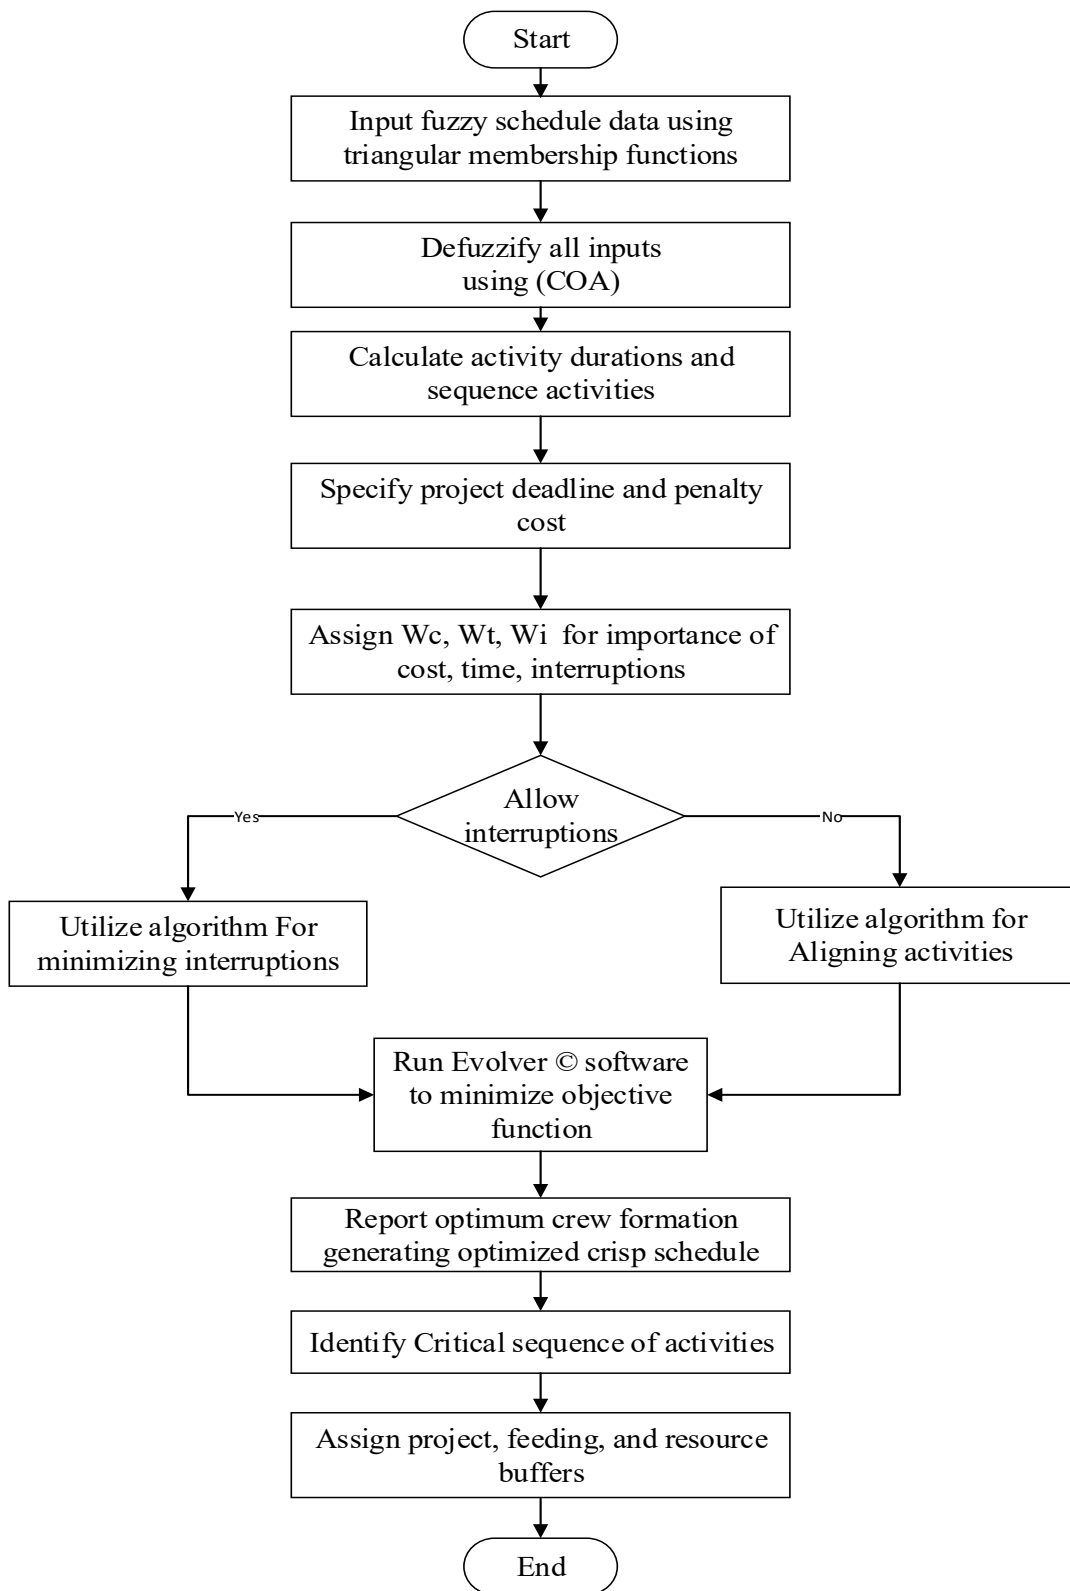 Start
Input fuzzy schedule data using
triangular membership functions
Defuzzify all inputs
using (COA)
Calculate activity durations and
sequence activities
Specify project deadline and penalty
cost
Assign Wc, Wt, Wi for importance of
cost, time, interruptions
Allow
interruptions
Yes
No
Utilize algorithm For
minimizing interruptions
Utilize algorithm for
Aligning activities
Run Evolver © software
to minimize objective
function
Report optimum crew formation
generating optimized crisp schedule
Identify Critical sequence of activities
Assign project, feeding, and resource
buffers
End